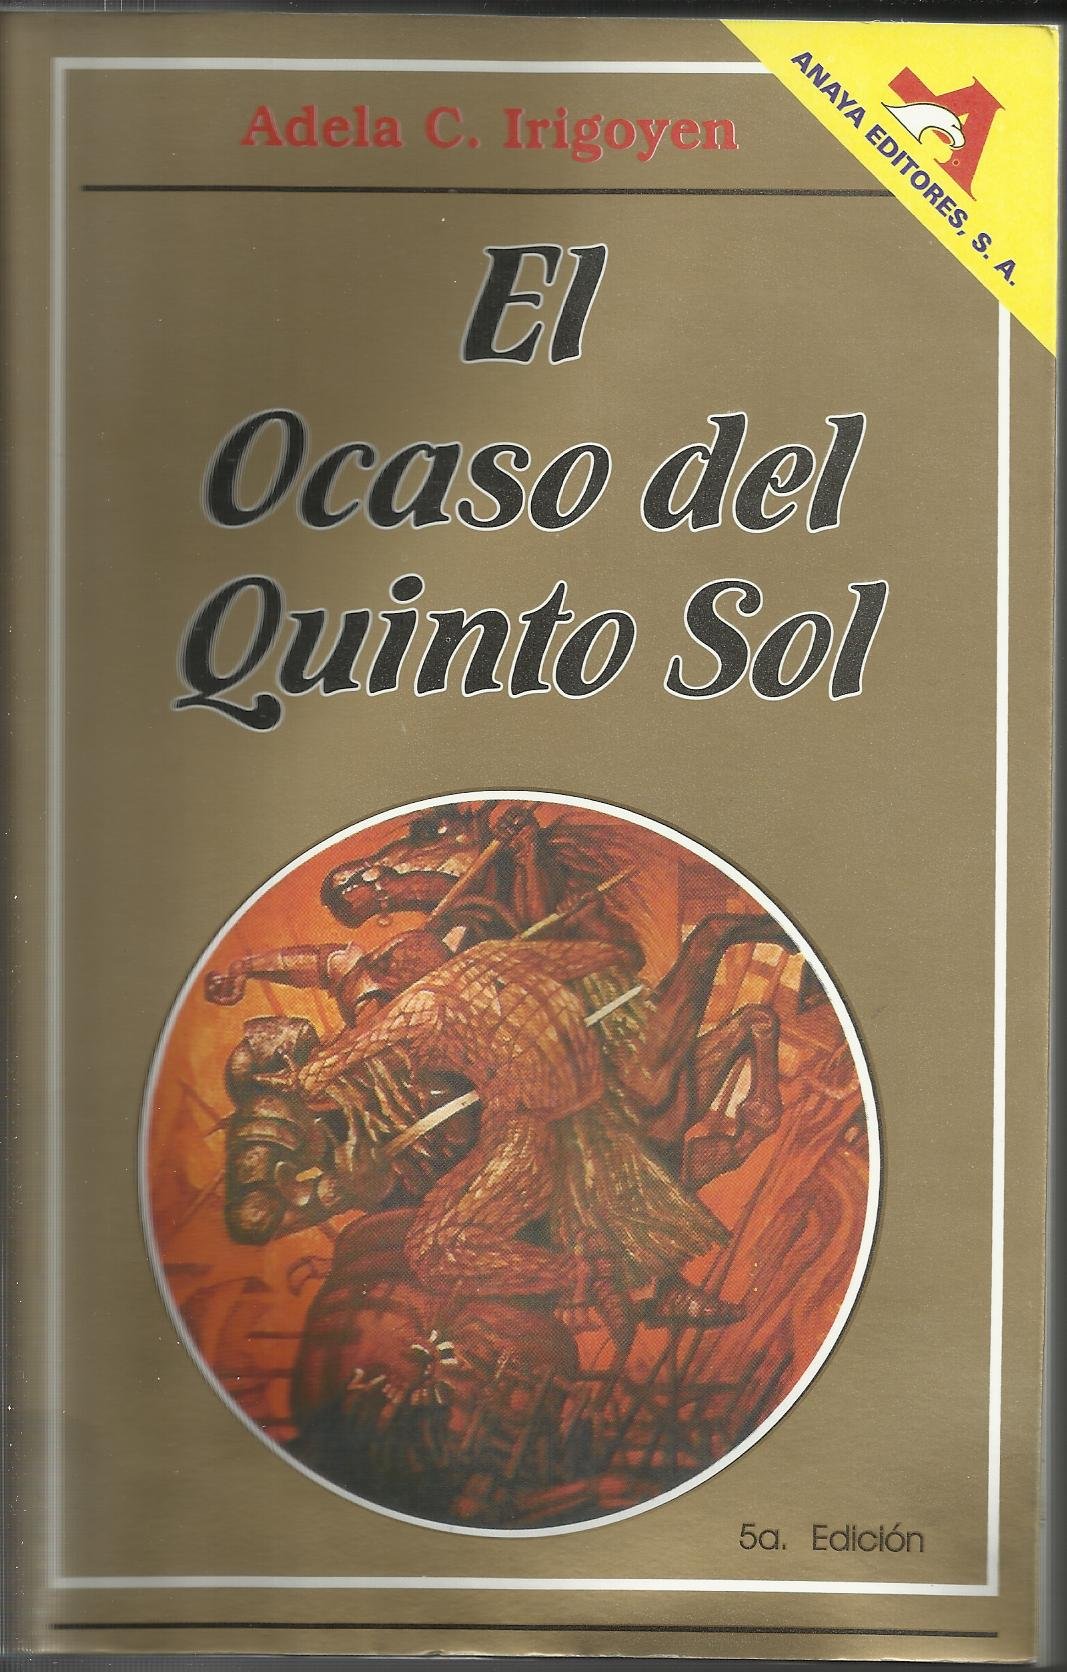 Adela C. Irigoyen
ANAYA EDITORES, S. A.
El
Ocaso del
Quinto Sol
5a. Edición